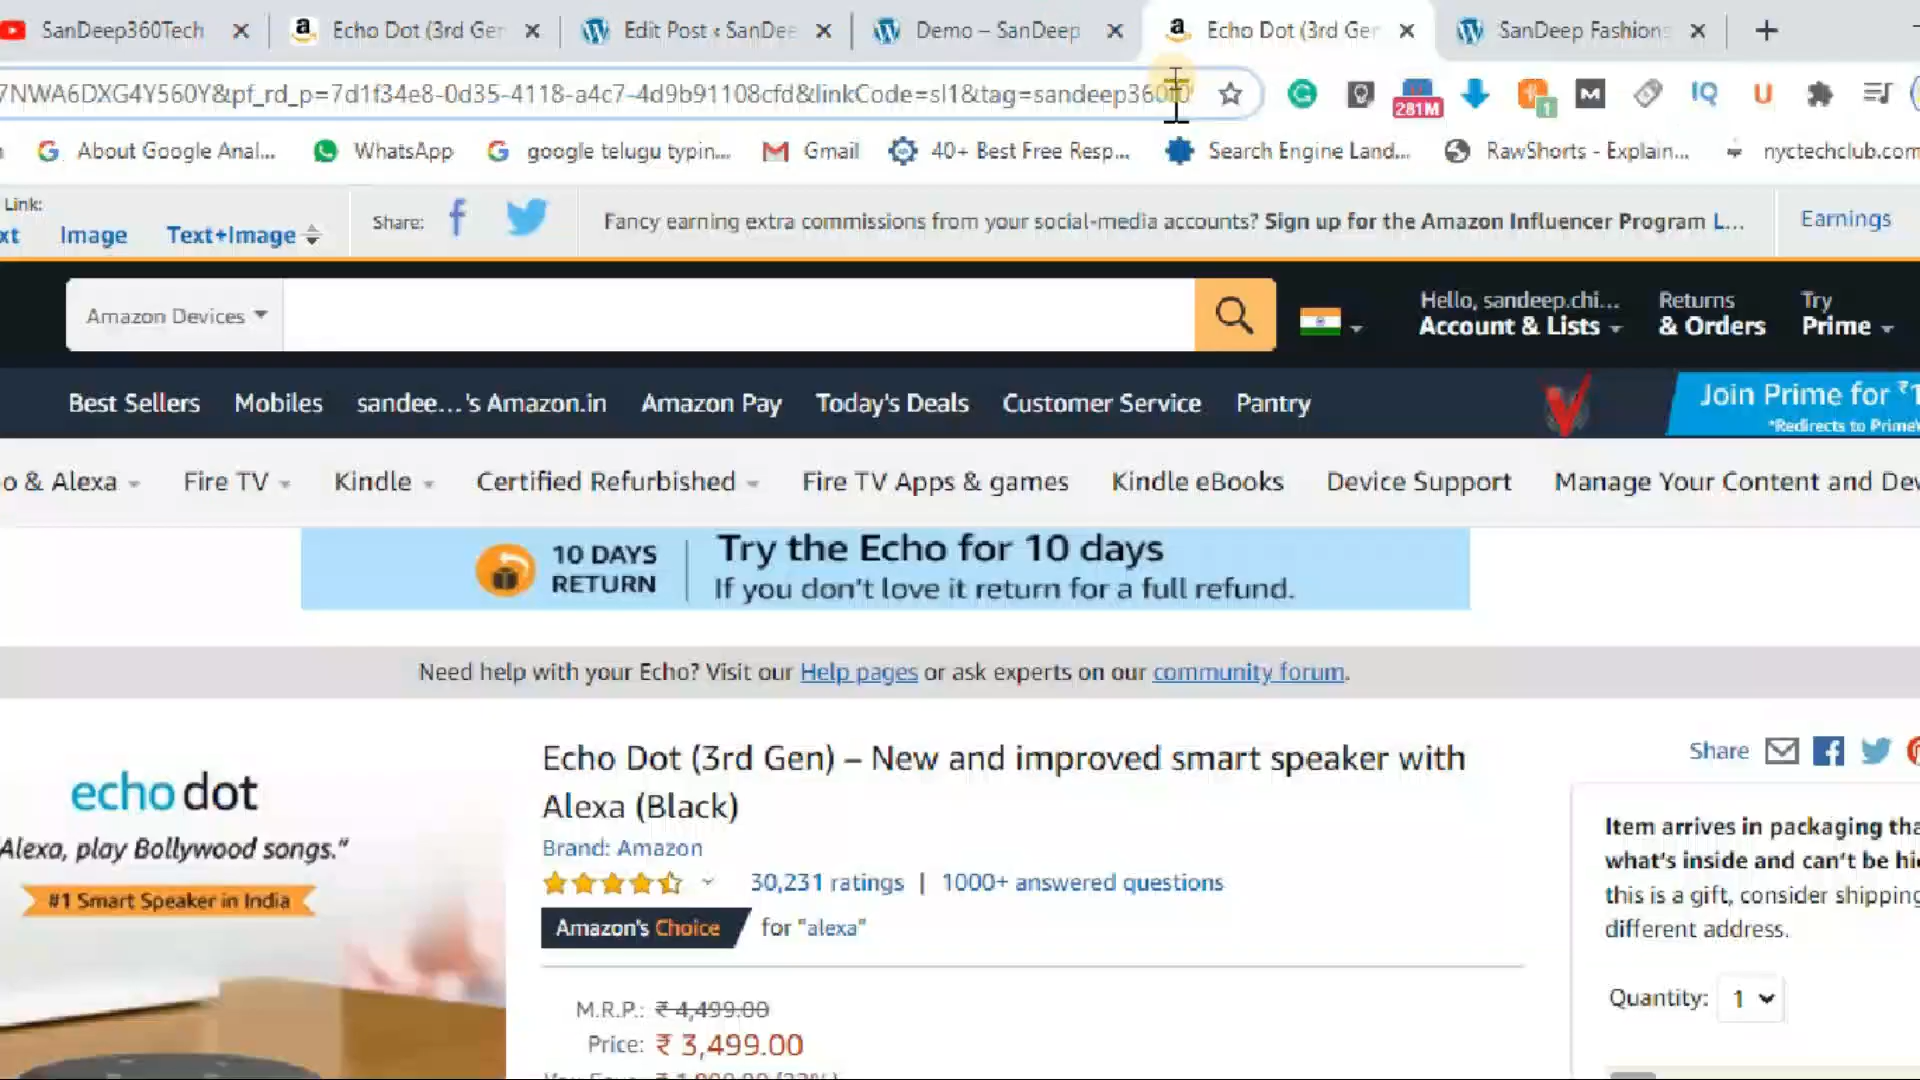 SanDeep360Tech
Echo Dot (3rd Ger
Edit Post ‹ SanDee
Demo – SanDeep
Echo Dot (3rd Ger
SanDeep Fashion
7NWA6DXG4Y560Y&pf_rd_p=7d1f34e8-0d35-4118-a4c7-4d9b91108cfd&linkCode=sl1&tag=sandeep360
281M
1
IQ
About Google Anal...
WhatsApp
google telugu typin...
Gmail
40+ Best Free Resp...
Search Engine Land...
RawShorts - Explain...
nyctechclub.com
Link:
xt
Image
Text+Image
Share:
Fancy earning extra commissions from your social-media accounts? Sign up for the Amazon Influencer Program L...
Earnings
Amazon Devices
Hello, sandeep.chi...
Account & Lists
Returns
& Orders
Try
Prime
Best Sellers
Mobiles
sandee...'s Amazon.in
Amazon Pay
Today's Deals
Customer Service
Pantry
Join Prime for ₹1
*Redirects to PrimeV
o & Alexa
Fire TV
Kindle
Certified Refurbished
Fire TV Apps & games
Kindle eBooks
Device Support
Manage Your Content and Dev
10 DAYS
RETURN
Try the Echo for 10 days
If you don't love it return for a full refund.
Need help with your Echo? Visit our Help pages or ask experts on our community forum.
echo dot
Alexa, play Bollywood songs."
#1 Smart Speaker in India
Echo Dot (3rd Gen) – New and improved smart speaker with
Alexa (Black)
Brand: Amazon
30,231 ratings | 1000+ answered questions
Amazon's Choice for "alexa"
M.R.P.: ₹ 4,499.00
Price: ₹ 3,499.00
Share
Item arrives in packaging tha
what's inside and can't be hi
this is a gift, consider shipping
different address.
Quantity: 1